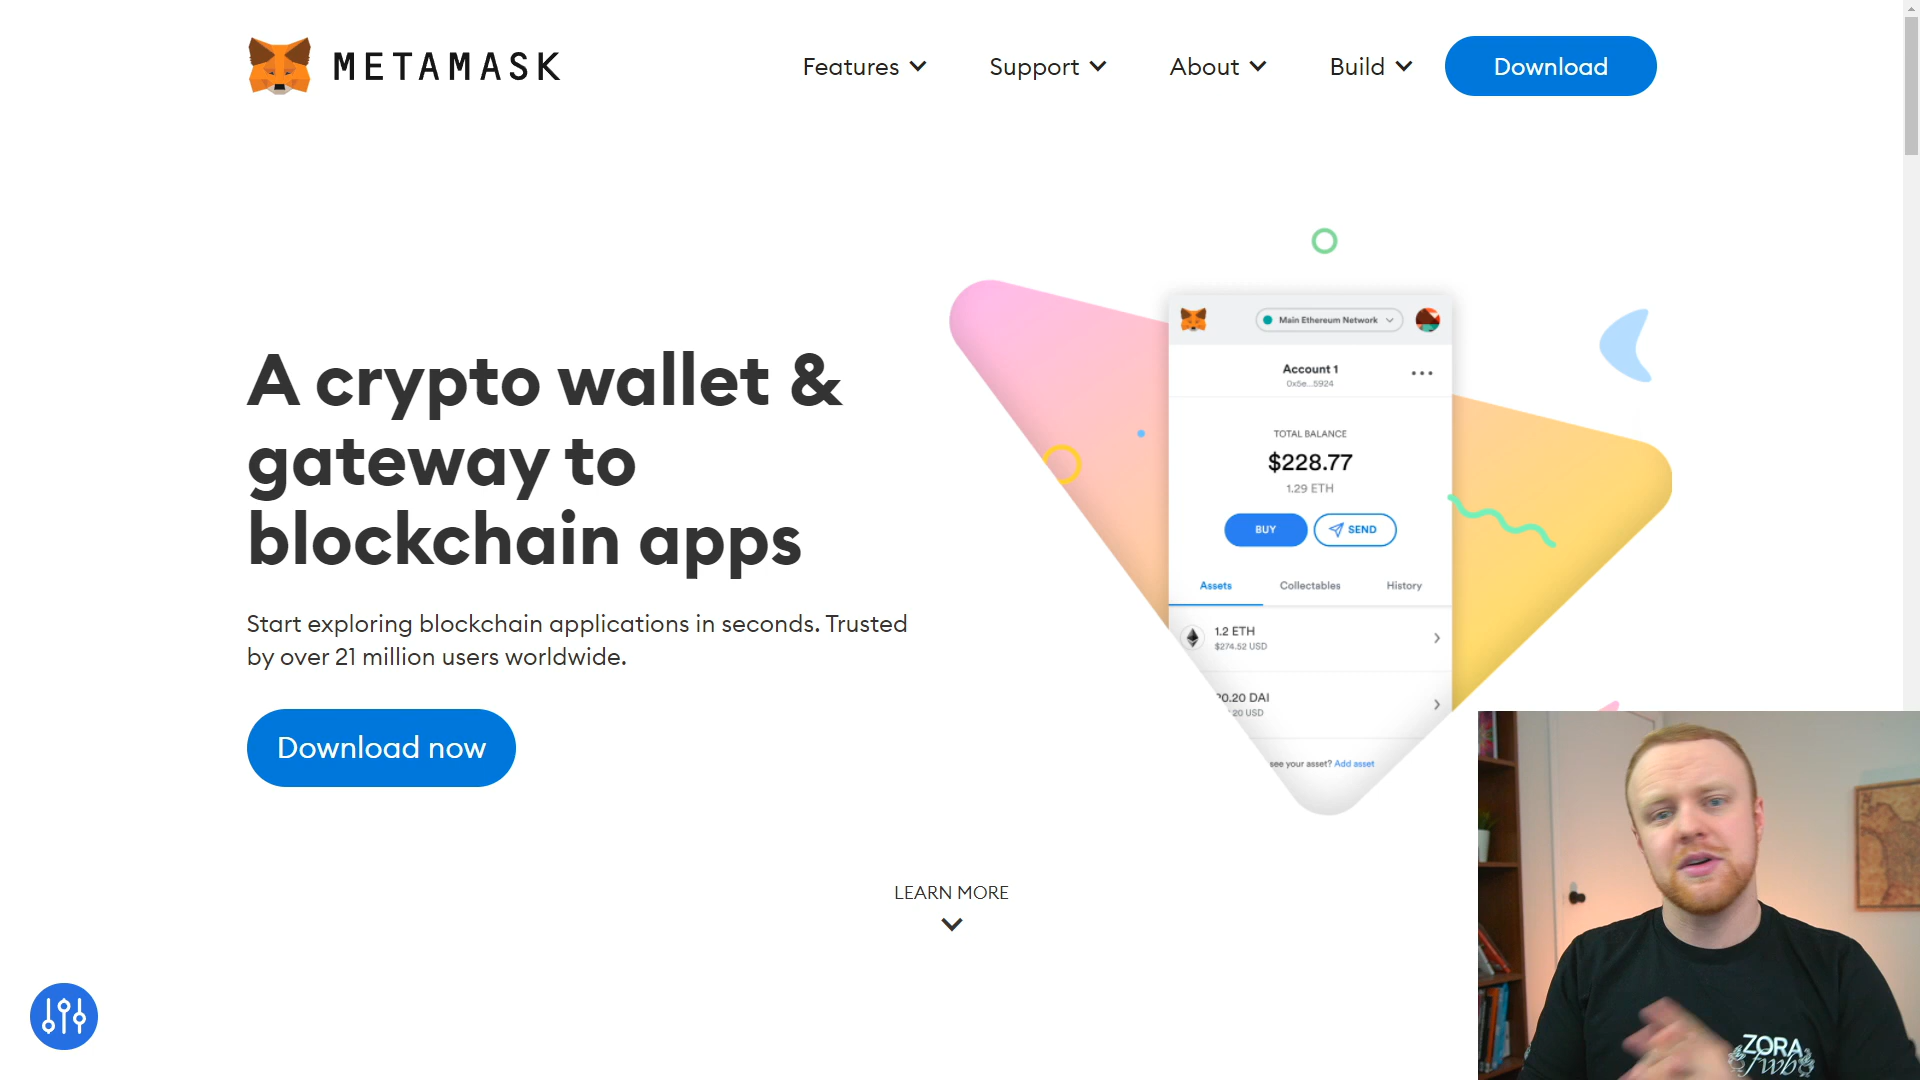 METAMASK
Features
Support
About
Build
Download
A crypto wallet &
gateway to
blockchain apps
Start exploring blockchain applications in seconds. Trusted
by over 21 million users worldwide.
Download now
Main Ethereum Network
Account 1
0x5e...5924
TOTAL BALANCE
$228.77
1.29 ETH
BUY
SEND
Assets
Collectables
History
1.2 ETH
$274.52 USD
0.20 DAI
20 USD
see your asset? Add asset
LEARN MORE
ZORA
fwb